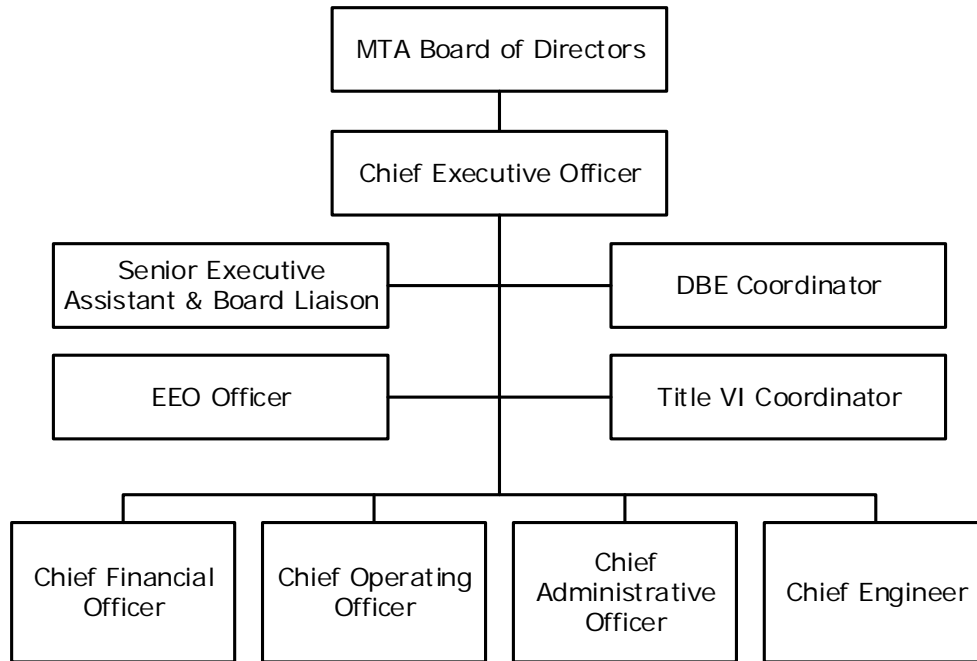 MTA Board of Directors
Chief Executive Officer
Senior Executive
Assistant & Board Liaison
DBE Coordinator
EEO Officer
Title VI Coordinator
Chief Financial
Officer
Chief Operating
Officer
Chief
Administrative
Officer
Chief Engineer